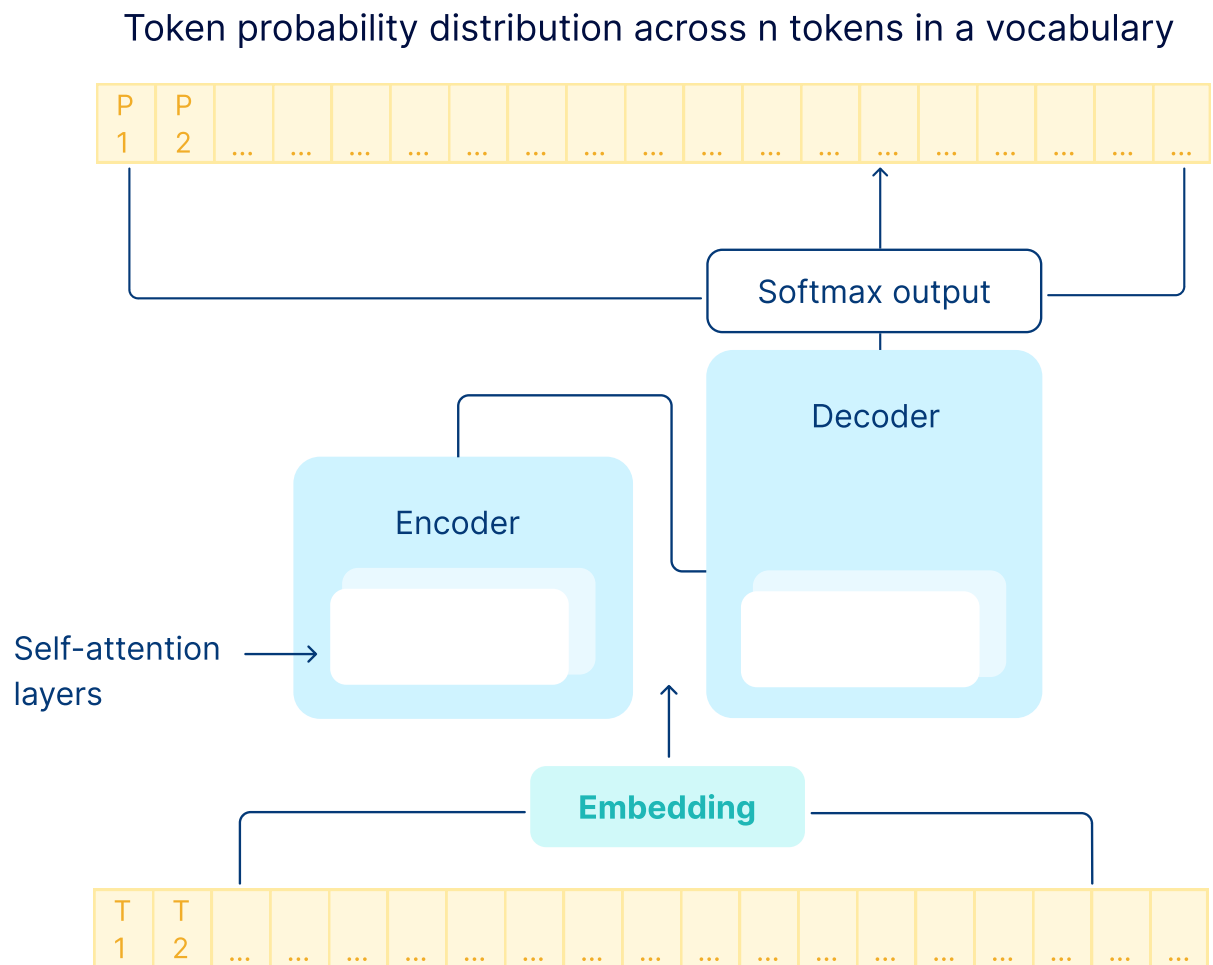 Token probability distribution across n tokens in a vocabulary
P P
1 2 ... ... ... ... ... ... ... ... ... ... ... ... ... ... ... ... ...
Softmax output
Decoder
Encoder
Self-attention
layers
Embedding
T T
1 2 ... ... ... ... ... ... ... ... ... ... ... ... ... ... ... ... ...